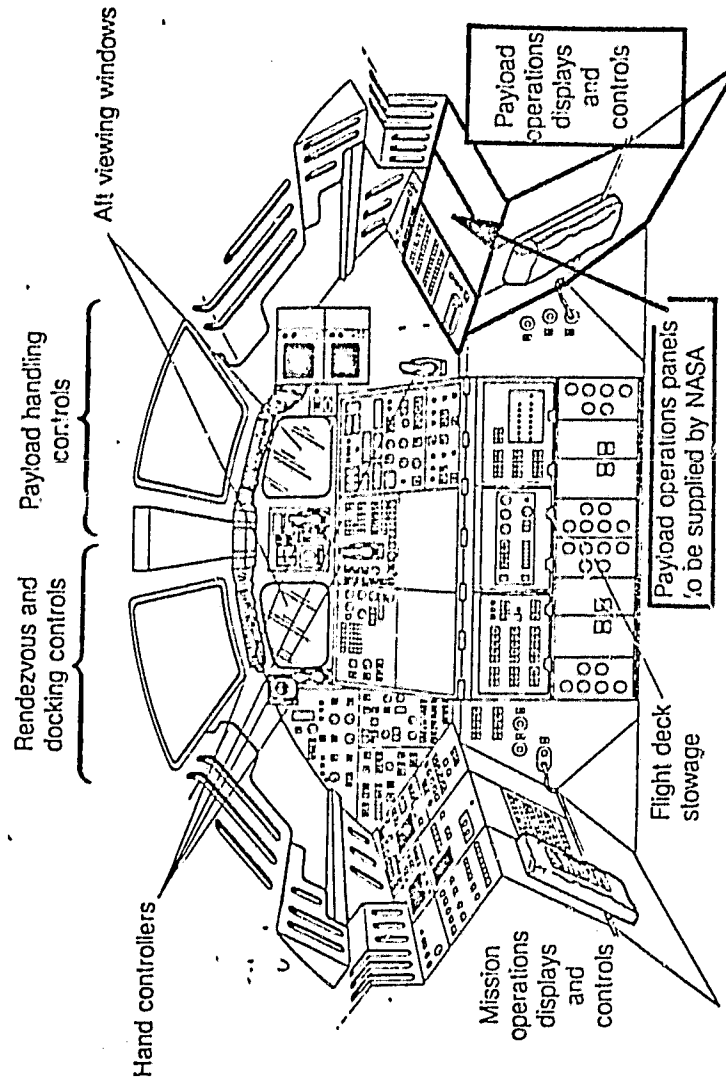 Rendezvous and
docking controls
Payload handling
controls
Aft viewing windows
Hand controllers
Mission
operations
displays
and
controls
Flight deck
stowage
Payload operations panels
to be supplied by NASA
Payload
operations
displays
and
controls